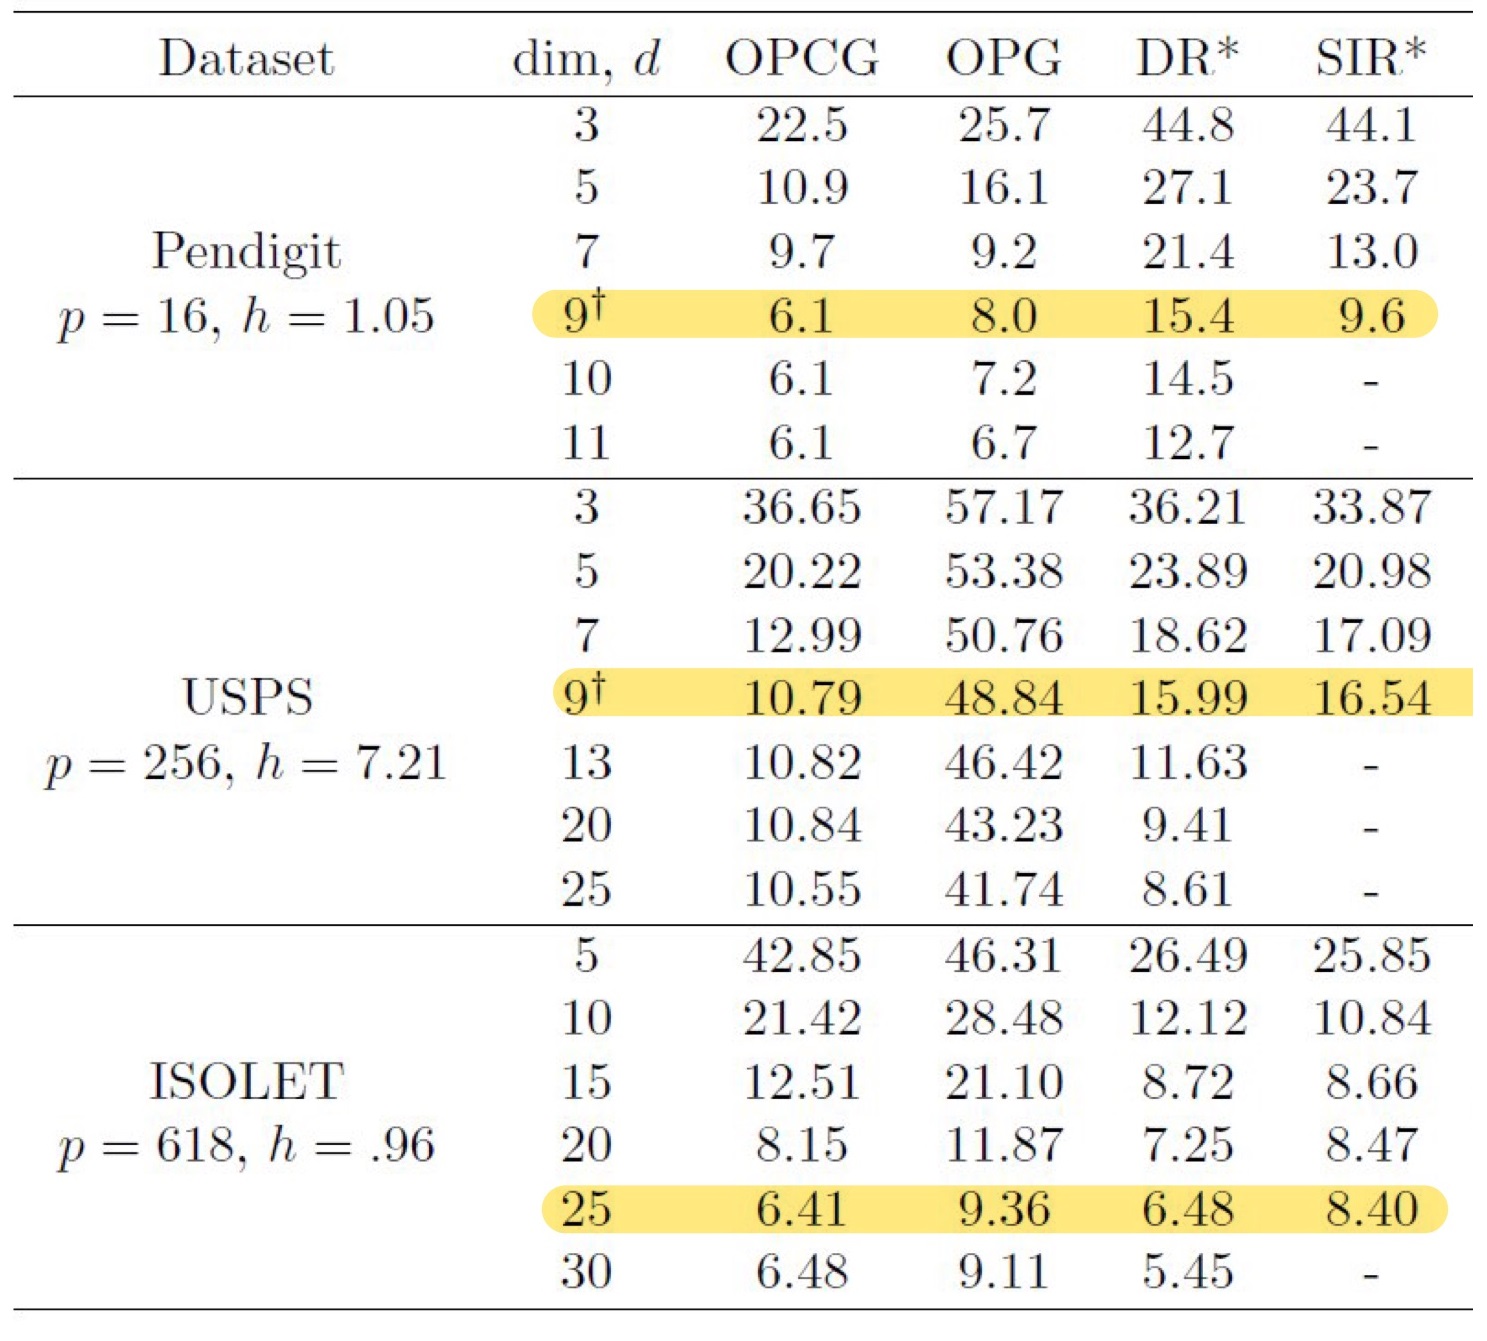 Dataset dim, d OPCG OPG DR* SIR*
3 22.5 25.7 44.8 44.1
5 10.9 16.1 27.1 23.7
Pendigit 7 9.7 9.2 21.4 13.0
p = 16, h = 1.05 9† 6.1 8.0 15.4 9.6
10 6.1 7.2 14.5 -
11 6.1 6.7 12.7 -
3 36.65 57.17 36.21 33.87
5 20.22 53.38 23.89 20.98
7 12.99 50.76 18.62 17.09
USPS 9† 10.79 48.84 15.99 16.54
p = 256, h = 7.21 13 10.82 46.42 11.63 -
20 10.84 43.23 9.41 -
25 10.55 41.74 8.61 -
5 42.85 46.31 26.49 25.85
10 21.42 28.48 12.12 10.84
ISOLET 15 12.51 21.10 8.72 8.66
p = 618, h = .96 20 8.15 11.87 7.25 8.47
25 6.41 9.36 6.48 8.40
30 6.48 9.11 5.45 -